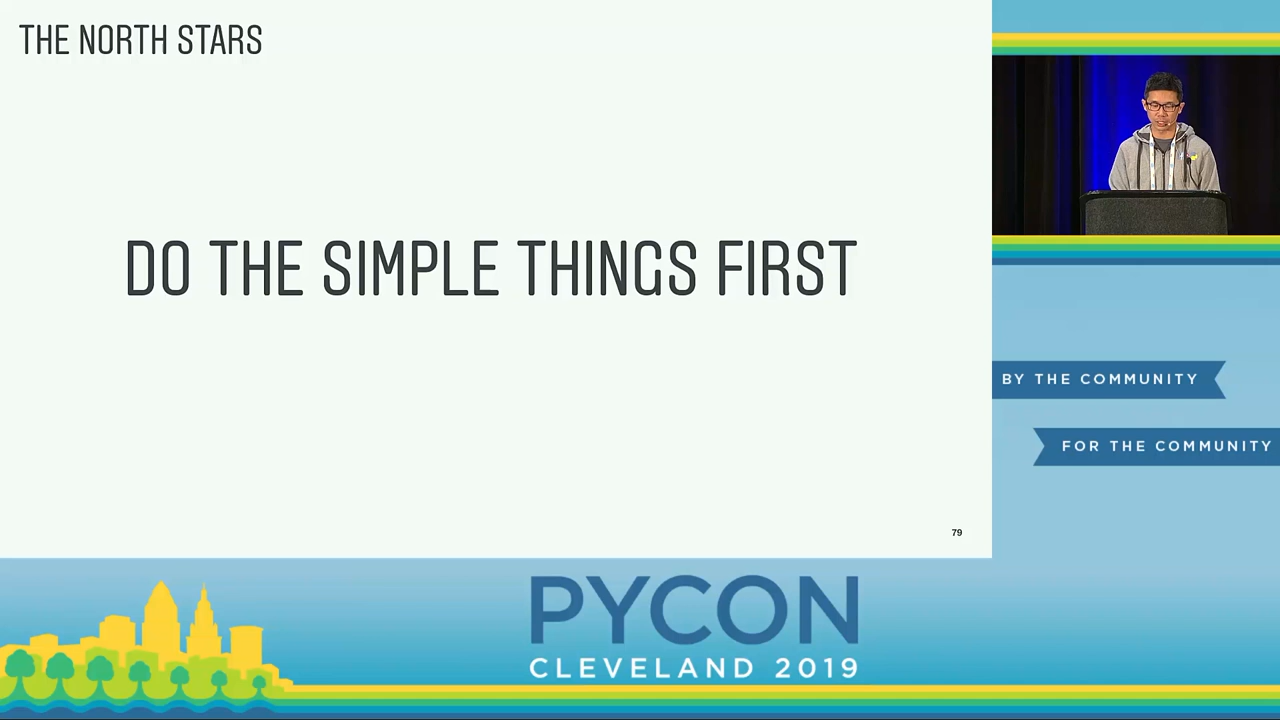 THE NORTH STARS
DO THE SIMPLE THINGS FIRST
79
BY THE COMMUNITY
FOR THE COMMUNITY
PYCON
CLEVELAND 2019